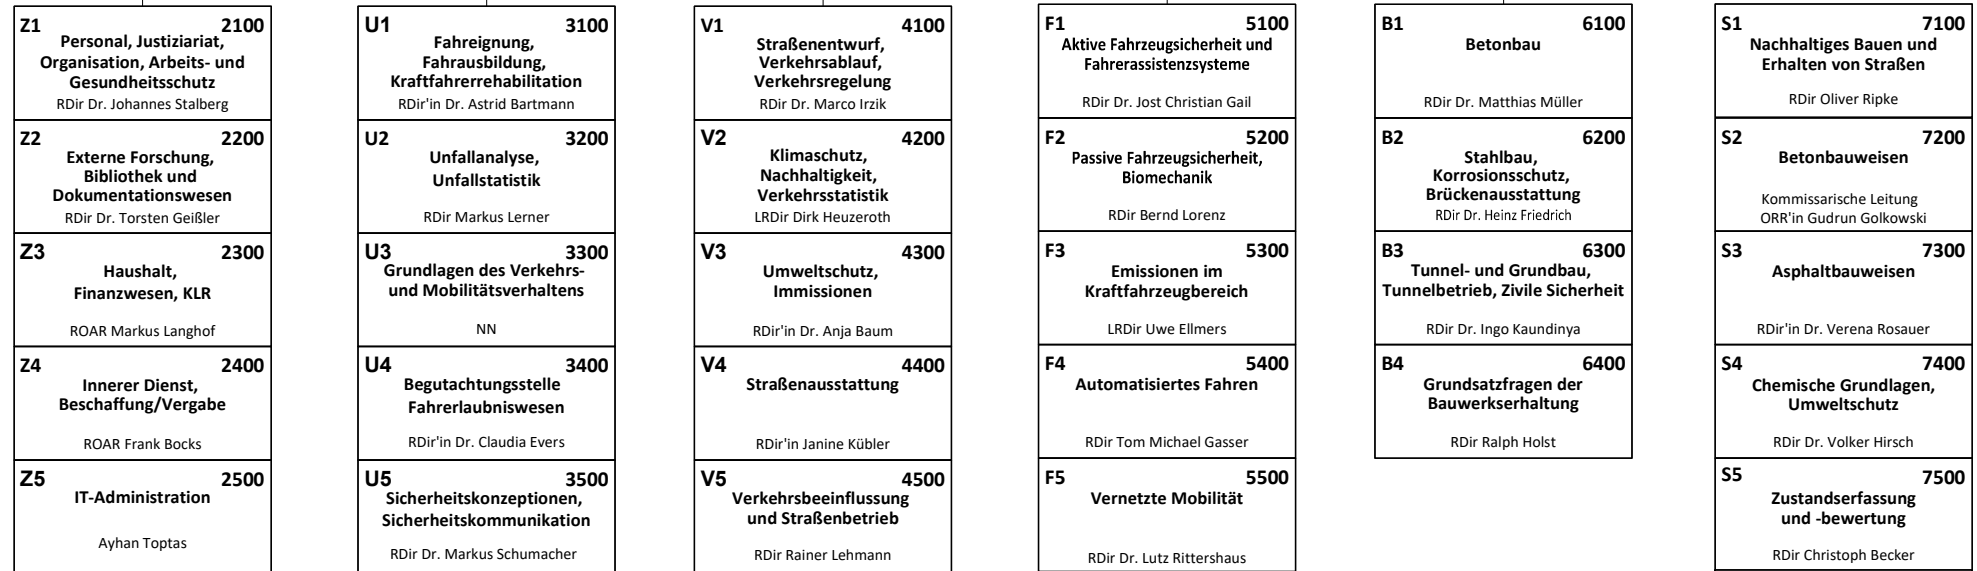 Z1 2100
Personal, Justiziariat,
Organisation, Arbeits- und
Gesundheitsschutz
RDir Dr. Johannes Stalberg
Z2 2200
Externe Forschung,
Bibliothek und
Dokumentationswesen
RDir Dr. Torsten Geißler
Z3 2300
Haushalt,
Finanzwesen, KLR
ROAR Markus Langhof
Z4 2400
Innerer Dienst,
Beschaffung/Vergabe
ROAR Frank Bocks
Z5 2500
IT-Administration
Ayhan Toptas
U1 3100
Fahreignung,
Fahrausbildung,
Kraftfahrerrehabilitation
RDir'in Dr. Astrid Bartmann
U2 3200
Unfallanalyse,
Unfallstatistik
RDir Markus Lerner
U3 3300
Grundlagen des Verkehrs-
und Mobilitätsverhaltens
NN
U4 3400
Begutachtungsstelle
Fahrerlaubniswesen
RDir'in Dr. Claudia Evers
U5 3500
Sicherheitskonzeptionen,
Sicherheitskommunikation
RDir Dr. Markus Schumacher
V1 4100
Straßenentwurf,
Verkehrsablauf,
Verkehrsregelung
RDir Dr. Marco Irzik
V2 4200
Klimaschutz,
Nachhaltigkeit,
Verkehrsstatistik
LRDir Dirk Heuzeroth
V3 4300
Umweltschutz,
Immissionen
RDir'in Dr. Anja Baum
V4 4400
Straßenausstattung
RDir'in Janine Kübler
V5 4500
Verkehrsbeeinflussung
und Straßenbetrieb
RDir Rainer Lehmann
F1 5100
Aktive Fahrzeugsicherheit und
Fahrerassistenzsysteme
RDir Dr. Jost Christian Gail
F2 5200
Passive Fahrzeugsicherheit,
Biomechanik
RDir Bernd Lorenz
F3 5300
Emissionen im
Kraftfahrzeugbereich
LRDir Uwe Ellmers
F4 5400
Automatisiertes Fahren
RDir Tom Michael Gasser
F5 5500
Vernetzte Mobilität
RDir Dr. Lutz Rittershaus
B1 6100
Betonbau
RDir Dr. Matthias Müller
B2 6200
Stahlbau,
Korrosionsschutz,
Brückenausstattung
RDir Dr. Heinz Friedrich
B3 6300
Tunnel- und Grundbau,
Tunnelbetrieb, Zivile Sicherheit
RDir Dr. Ingo Kaundinya
B4 6400
Grundsatzfragen der
Bauwerkserhaltung
RDir Ralph Holst
S1 7100
Nachhaltiges Bauen und
Erhalten von Straßen
RDir Oliver Ripke
S2 7200
Betonbauweisen
Kommissarische Leitung
ORR'in Gudrun Golkowski
S3 7300
Asphaltbauweisen
RDir'in Dr. Verena Rosauer
S4 7400
Chemische Grundlagen,
Umweltschutz
RDir Dr. Volker Hirsch
S5 7500
Zustandserfassung
und -bewertung
RDir Christoph Becker